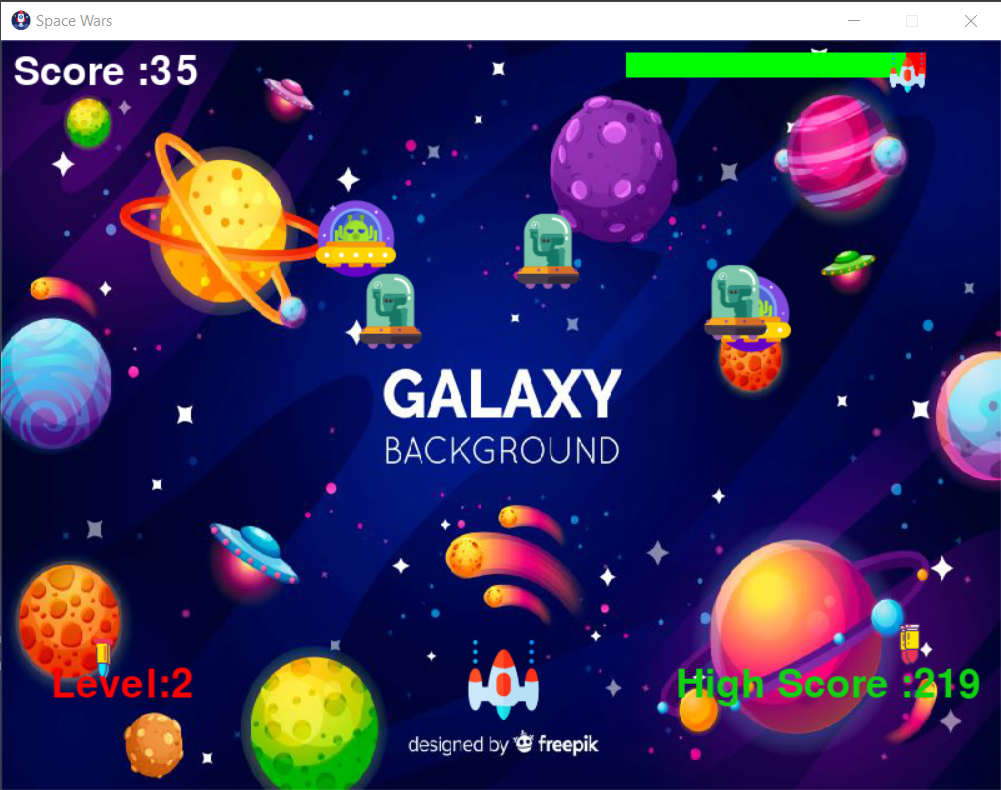 Space Wars
Score :35
GALAXY
BACKGROUND
Level:2
High Score :219
designed by freepik